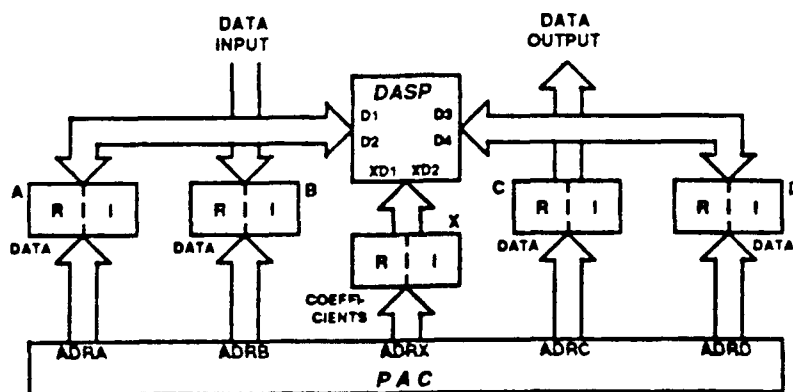 DATA INPUT
DATA OUTPUT
DASP
D1
D3
D2
D4
XD1 XD2
A
R I
B
R I
C
R I
R I
DATA
DATA
X
DATA
DATA
R I
COEFFI-
CIENTS
ADRA
ADRB
ADRX
ADRC
ADRD
PAC